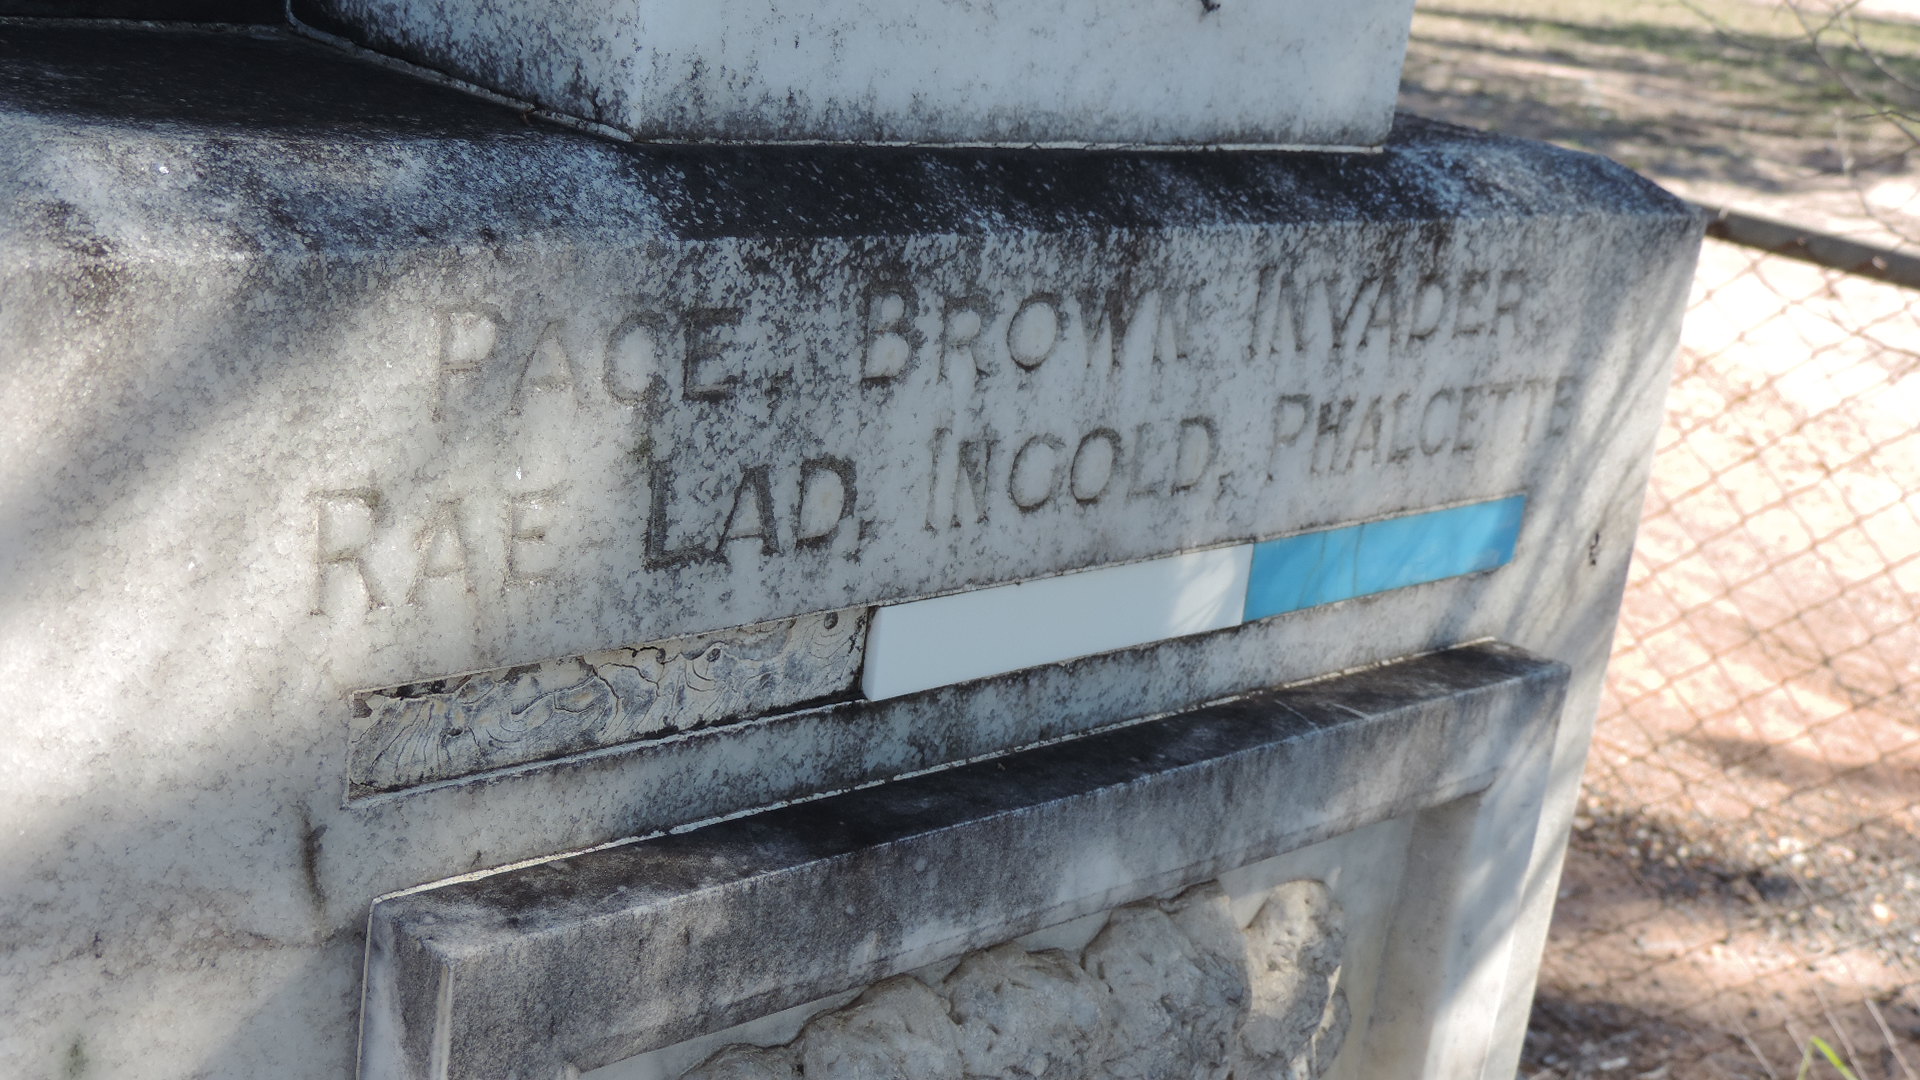 PACE, BROWN INVADER,
RAE LAD, INGOLD, PHALCETTE